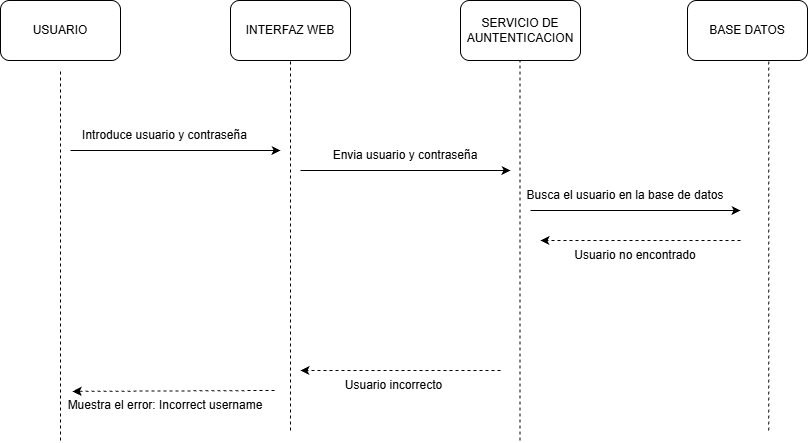 USUARIO
INTERFAZ WEB
SERVICIO DE
AUNTENTICACION
BASE DATOS
Introduce usuario y contraseña
Envia usuario y contraseña
Busca el usuario en la base de datos
Usuario no encontrado
Usuario incorrecto
Muestra el error: Incorrect username